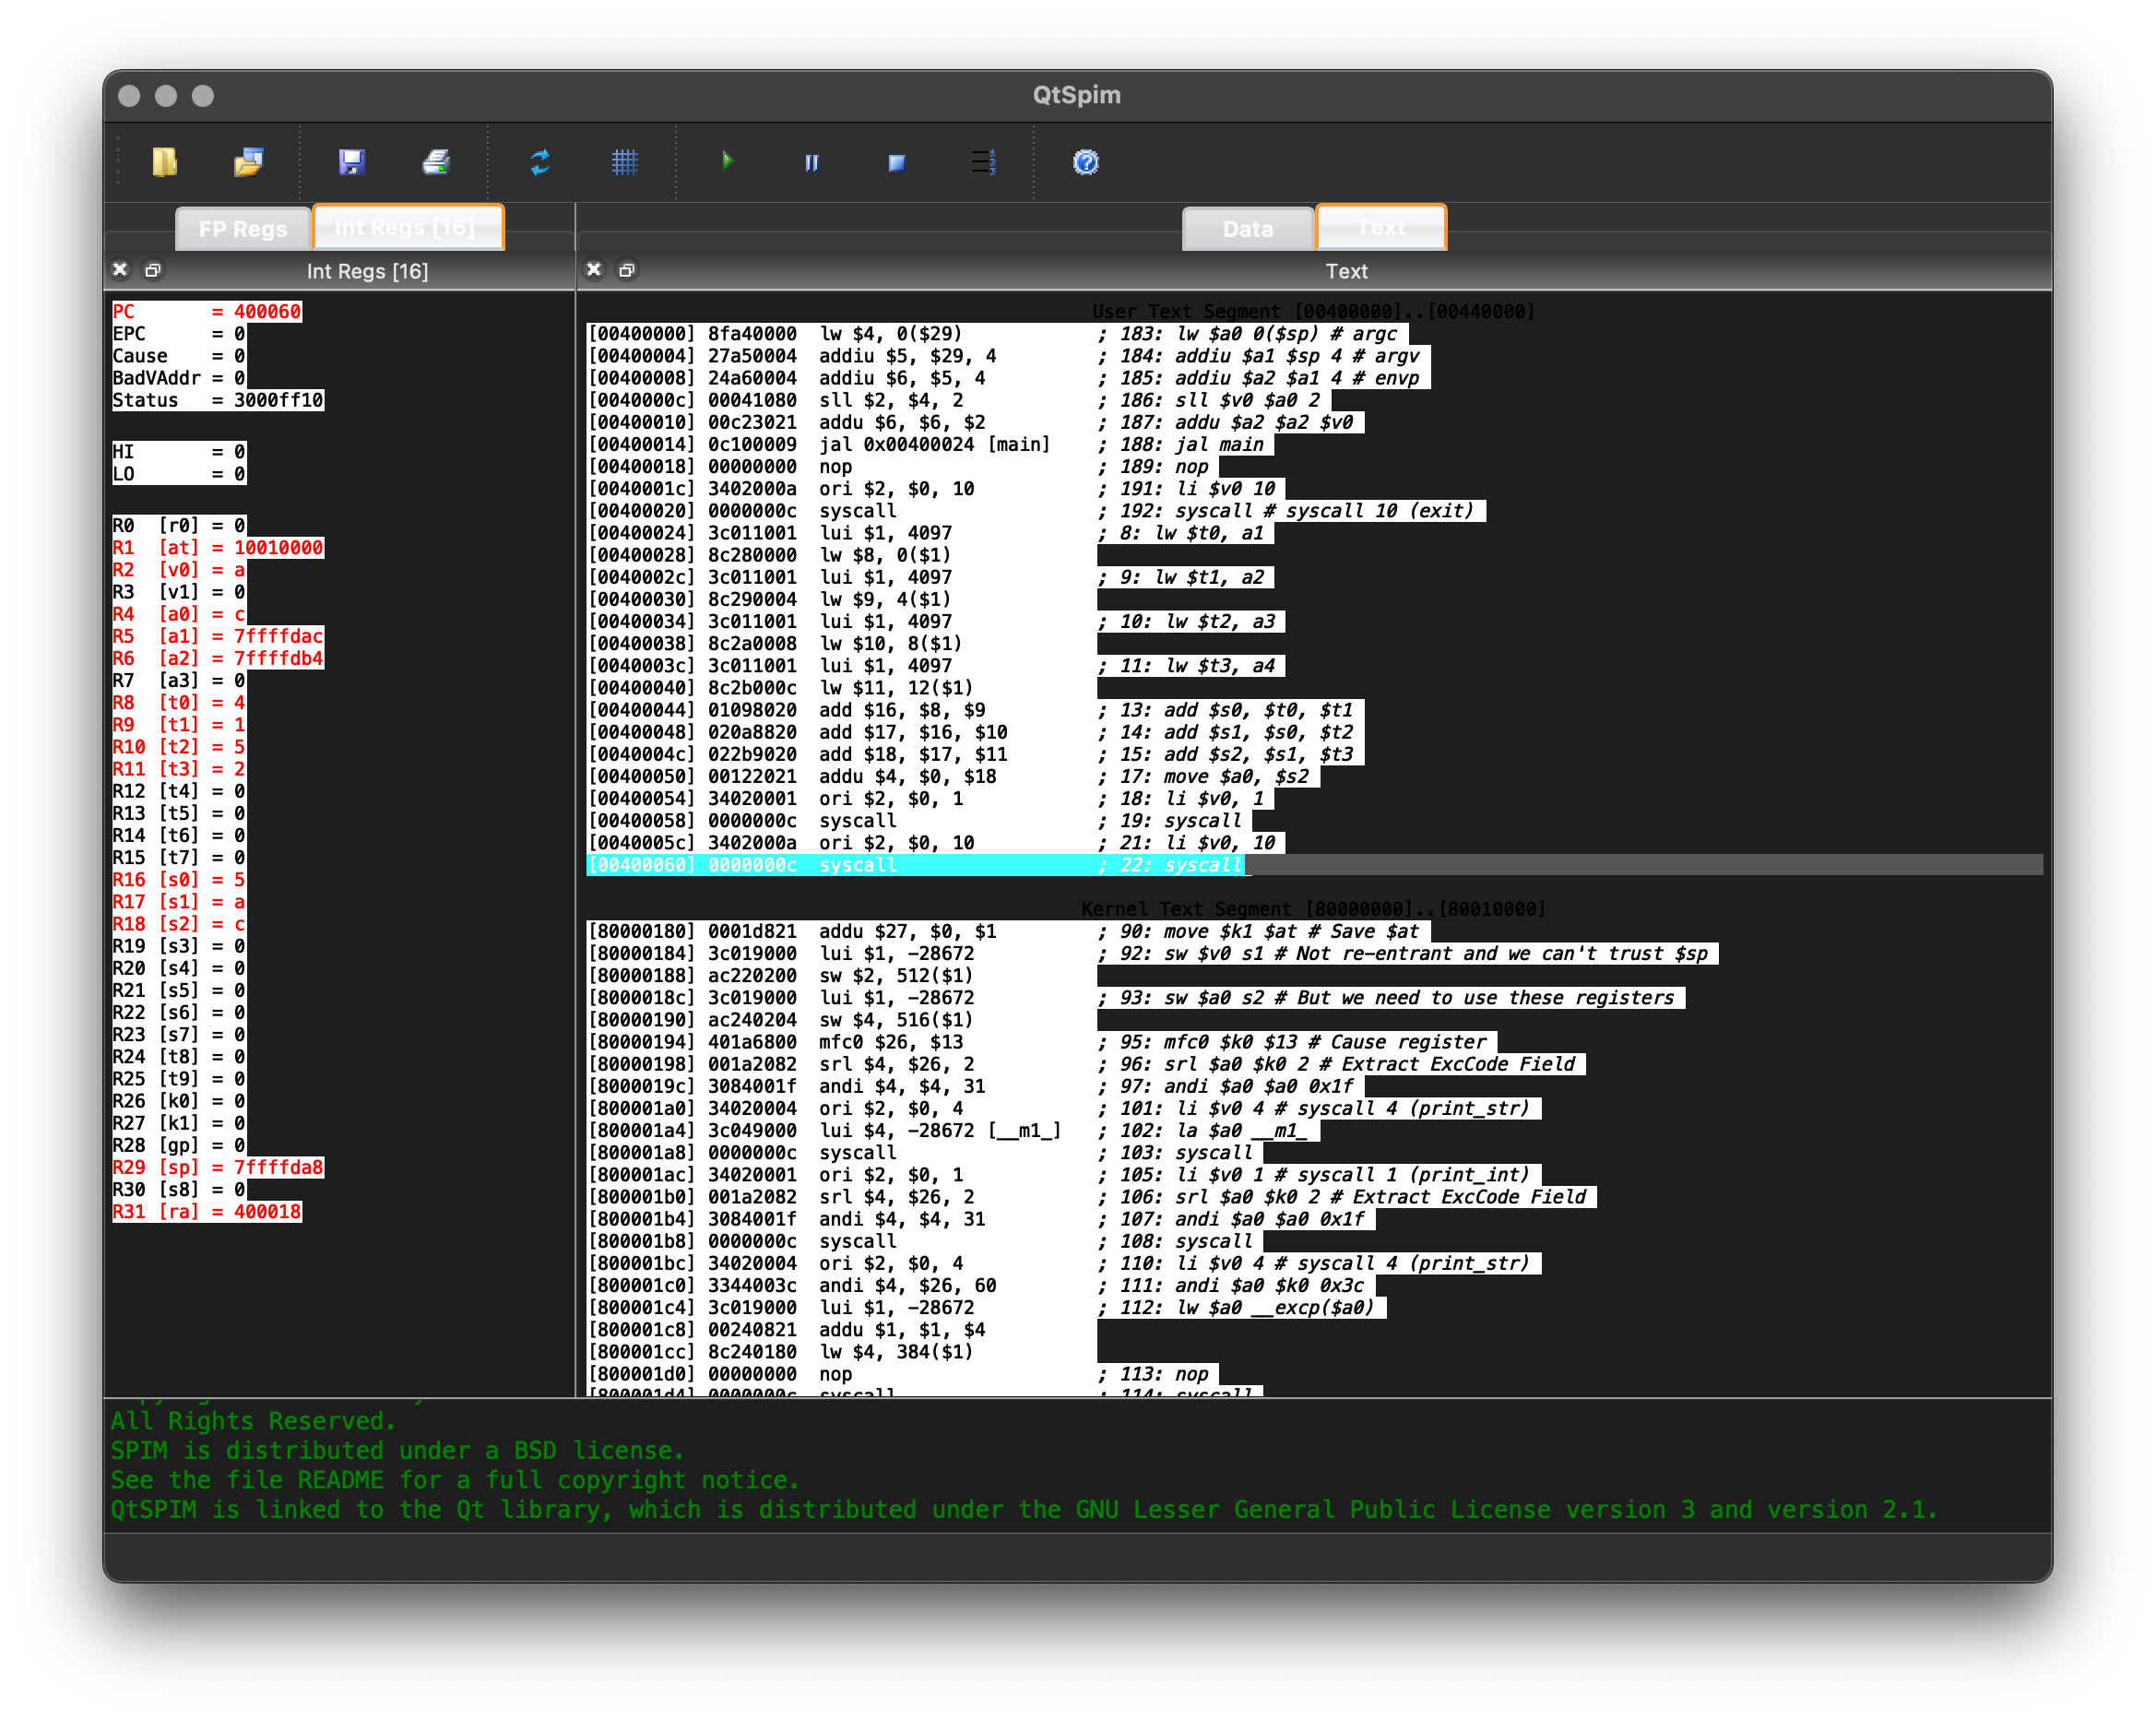 QtSpim
FP Regs
Int Regs [16]
Data
Text
Int Regs [16]
Text
PC       = 400060
EPC      = 0
Cause    = 0
BadVAddr = 0
Status   = 3000ff10
HI       = 0
LO       = 0
R0  [r0] = 0
R1  [at] = 10010000
R2  [v0] = a
R3  [v1] = 0
R4  [a0] = c
R5  [a1] = 7ffffdac
R6  [a2] = 7ffffdb4
R7  [a3] = 0
R8  [t0] = 4
R9  [t1] = 1
R10 [t2] = 5
R11 [t3] = 2
R12 [t4] = 0
R13 [t5] = 0
R14 [t6] = 0
R15 [t7] = 0
R16 [s0] = 5
R17 [s1] = a
R18 [s2] = c
R19 [s3] = 0
R20 [s4] = 0
R21 [s5] = 0
R22 [s6] = 0
R23 [s7] = 0
R24 [t8] = 0
R25 [t9] = 0
R26 [k0] = 0
R27 [k1] = 0
R28 [gp] = 0
R29 [sp] = 7ffffda8
R30 [s8] = 0
R31 [ra] = 400018
User Text Segment [00400000]..[00440000]
[00400000] 8fa40000  lw $4, 0($29)            ; 183: lw $a0 0($sp) # argc
[00400004] 27a50004  addiu $5, $29, 4         ; 184: addiu $a1 $sp 4 # argv
[00400008] 24a60004  addiu $6, $5, 4          ; 185: addiu $a2 $a1 4 # envp
[0040000c] 00041080  sll $2, $4, 2            ; 186: sll $v0 $a0 2
[00400010] 00c23021  addu $6, $6, $2          ; 187: addu $a2 $a2 $v0
[00400014] 0c100009  jal 0x00400024 [main]    ; 188: jal main
[00400018] 00000000  nop                      ; 189: nop
[0040001c] 3402000a  ori $2, $0, 10           ; 191: li $v0 10
[00400020] 0000000c  syscall                  ; 192: syscall # syscall 10 (exit)
[00400024] 3c011001  lui $1, 4097             ; 8: lw $t0, a1
[00400028] 8c280000  lw $8, 0($1)
[0040002c] 3c011001  lui $1, 4097             ; 9: lw $t1, a2
[00400030] 8c290004  lw $9, 4($1)
[00400034] 3c011001  lui $1, 4097             ; 10: lw $t2, a3
[00400038] 8c2a0008  lw $10, 8($1)
[0040003c] 3c011001  lui $1, 4097             ; 11: lw $t3, a4
[00400040] 8c2b000c  lw $11, 12($1)
[00400044] 01098020  add $16, $8, $9          ; 13: add $s0, $t0, $t1
[00400048] 020a8820  add $17, $16, $10        ; 14: add $s1, $s0, $t2
[0040004c] 022b9020  add $18, $17, $11        ; 15: add $s2, $s1, $t3
[00400050] 00122021  addu $4, $0, $18         ; 17: move $a0, $s2
[00400054] 34020001  ori $2, $0, 1            ; 18: li $v0, 1
[00400058] 0000000c  syscall                  ; 19: syscall
[0040005c] 3402000a  ori $2, $0, 10           ; 21: li $v0, 10
[00400060] 0000000c  syscall                  ; 22: syscall
Kernel Text Segment [80000000]..[80010000]
[80000180] 0001d821  addu $27, $0, $1         ; 90: move $k1 $at # Save $at
[80000184] 3c019000  lui $1, -28672           ; 92: sw $v0 s1 # Not re-entrant and we can't trust $sp
[80000188] ac220200  sw $2, 512($1)
[8000018c] 3c019000  lui $1, -28672           ; 93: sw $a0 s2 # But we need to use these registers
[80000190] ac240204  sw $4, 516($1)
[80000194] 401a6800  mfc0 $26, $13            ; 95: mfc0 $k0 $13 # Cause register
[80000198] 001a2082  srl $4, $26, 2           ; 96: srl $a0 $k0 2 # Extract ExcCode Field
[8000019c] 3084001f  andi $4, $4, 31          ; 97: andi $a0 $a0 0x1f
[800001a0] 34020004  ori $2, $0, 4            ; 101: li $v0 4 # syscall 4 (print_str)
[800001a4] 3c049000  lui $4, -28672 [__m1_]   ; 102: la $a0 __m1_
[800001a8] 0000000c  syscall                  ; 103: syscall
[800001ac] 34020001  ori $2, $0, 1            ; 105: li $v0 1 # syscall 1 (print_int)
[800001b0] 001a2082  srl $4, $26, 2           ; 106: srl $a0 $k0 2 # Extract ExcCode Field
[800001b4] 3084001f  andi $4, $4, 31          ; 107: andi $a0 $a0 0x1f
[800001b8] 0000000c  syscall                  ; 108: syscall
[800001bc] 34020004  ori $2, $0, 4            ; 110: li $v0 4 # syscall 4 (print_str)
[800001c0] 3344003c  andi $4, $26, 60         ; 111: andi $a0 $k0 0x3c
[800001c4] 3c019000  lui $1, -28672           ; 112: lw $a0 __excp($a0)
[800001c8] 00240821  addu $1, $1, $4
[800001cc] 8c240180  lw $4, 384($1)
[800001d0] 00000000  nop                      ; 113: nop
[800001d4] 0000000c  syscall                  ; 114: syscall
All Rights Reserved.
SPIM is distributed under a BSD license.
See the file README for a full copyright notice.
QtSPIM is linked to the Qt library, which is distributed under the GNU Lesser General Public License version 3 and version 2.1.